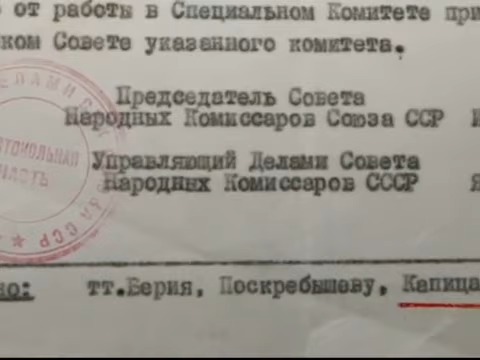 от работы в Специальном Комитете при
ком Совете указанного комитета.
Председатель Совета
Народных Комиссаров Союза ССР
Управляющий Делами Совета
Народных Комиссаров СССР Я
но: тт.Берия, Поскребышеву, Капица